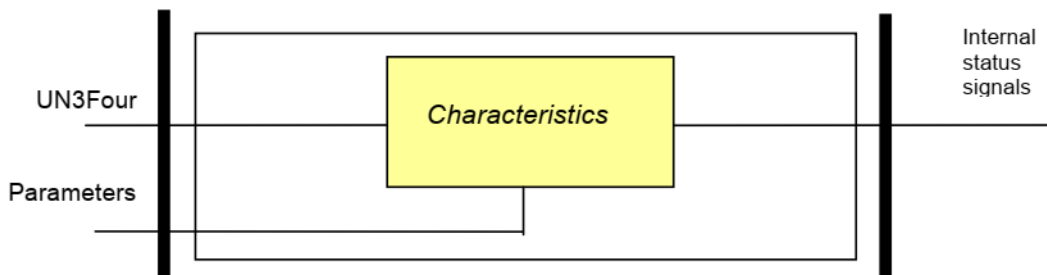 UN3Four
Parameters
Characteristics
Internal
status
signals